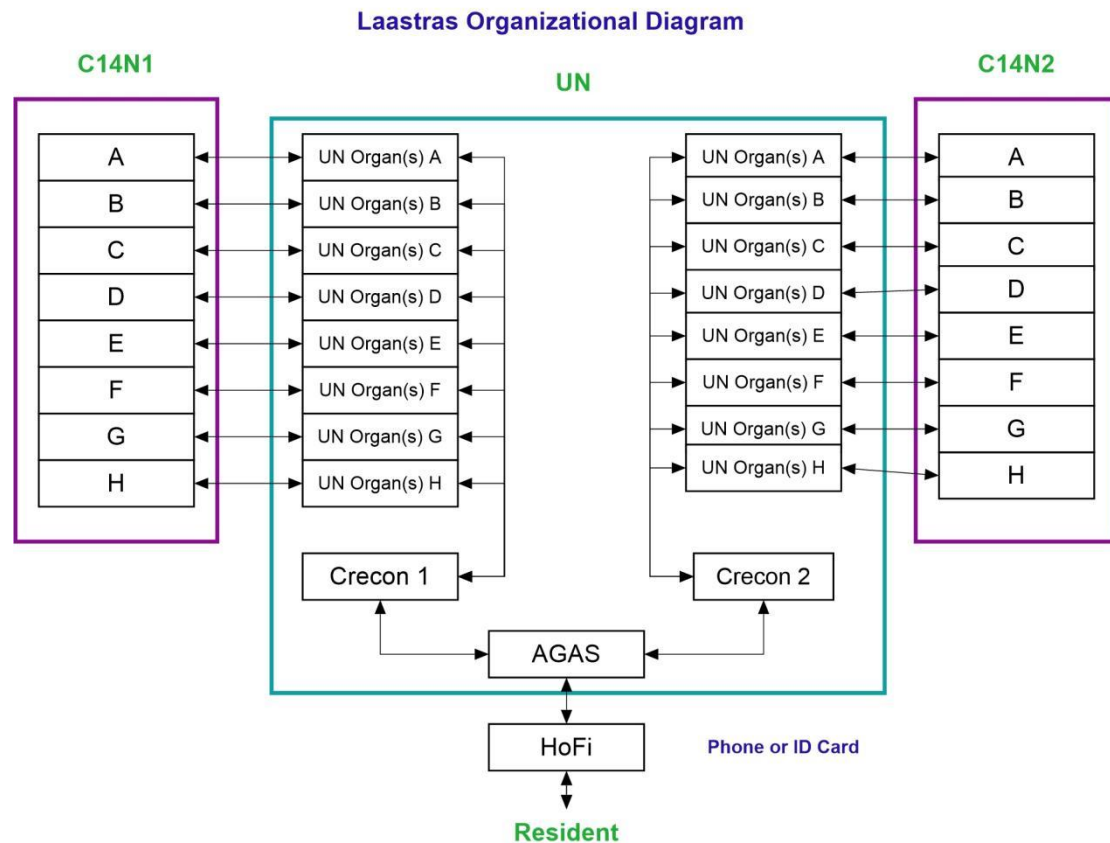 Laastras Organizational Diagram
C14N1
UN
C14N2
A
B
C
D
E
F
G
H
UN Organ(s) A
UN Organ(s) B
UN Organ(s) C
UN Organ(s) D
UN Organ(s) E
UN Organ(s) F
UN Organ(s) G
UN Organ(s) H
UN Organ(s) A
UN Organ(s) B
UN Organ(s) C
UN Organ(s) D
UN Organ(s) E
UN Organ(s) F
UN Organ(s) G
UN Organ(s) H
A
B
C
D
E
F
G
H
Crecon 1
Crecon 2
AGAS
HoFi
Phone or ID Card
Resident